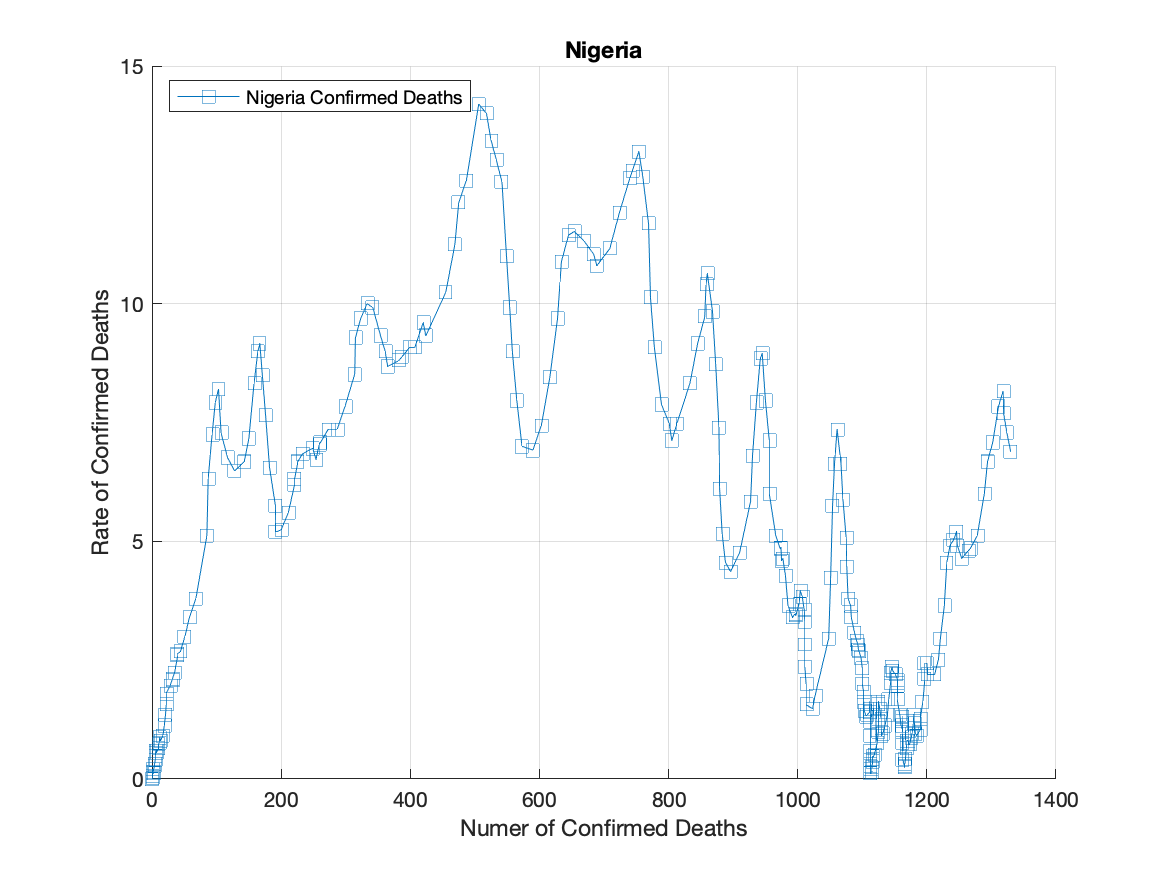 Nigeria
15
Nigeria Confirmed Deaths
10
5
0
Rate of Confirmed Deaths
0 200 400 600 800 1000 1200 1400
Numer of Confirmed Deaths